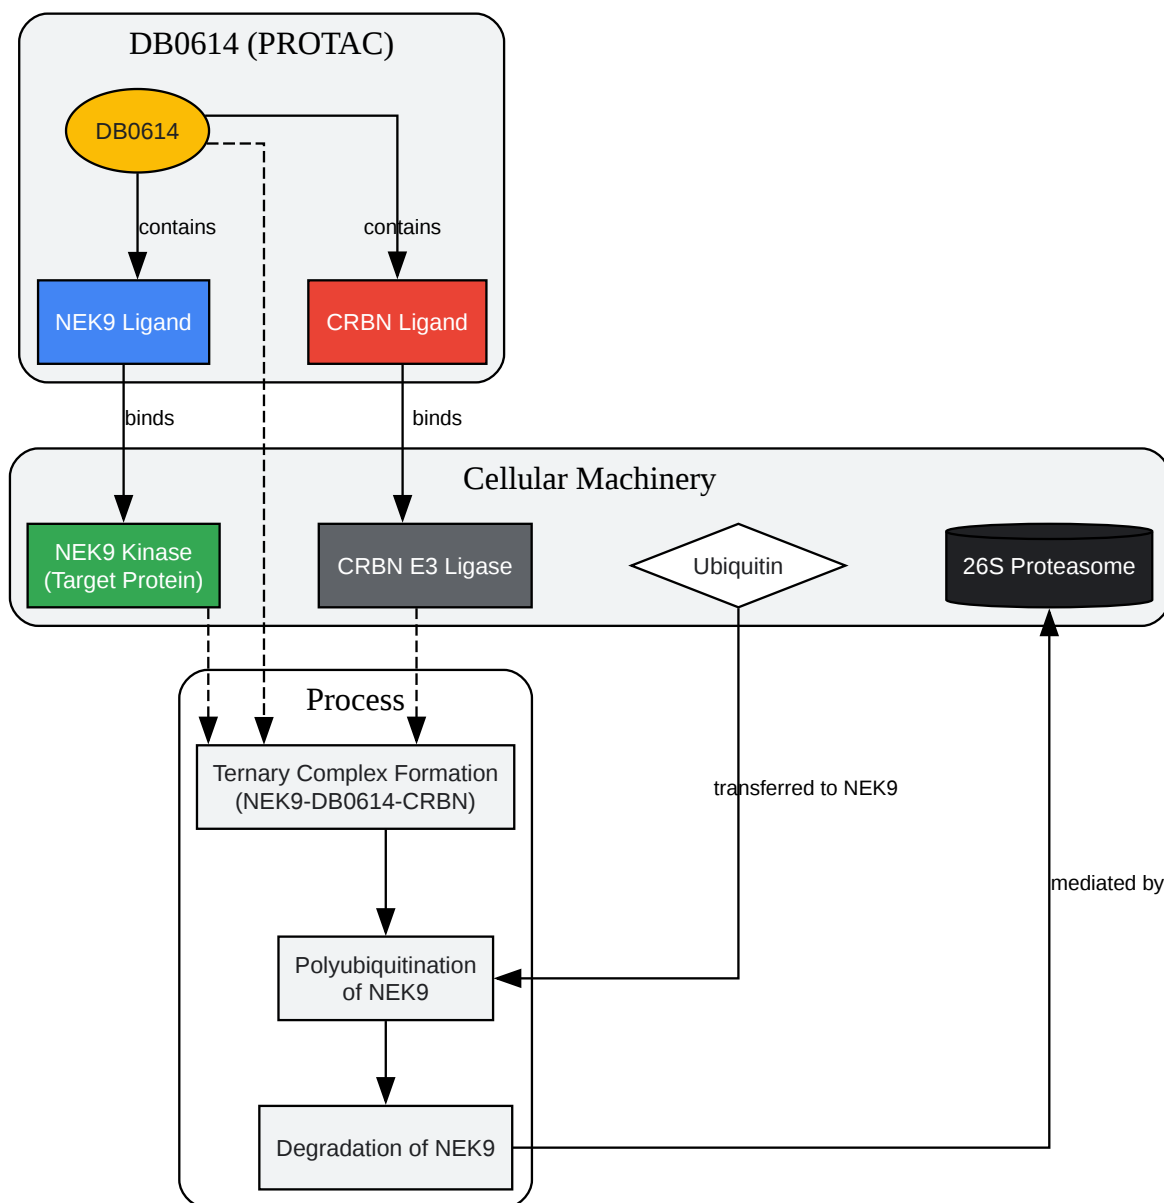 DB0614 (PROTAC)
DB0614
contains
contains
NEK9 Ligand
CRBN Ligand
binds
binds
Cellular Machinery
NEK9 Kinase
(Target Protein)
CRBN E3 Ligase
Ubiquitin
26S Proteasome
Process
Ternary Complex Formation
(NEK9-DB0614-CRBN)
transferred to NEK9
mediated by
Polyubiquitination
of NEK9
Degradation of NEK9